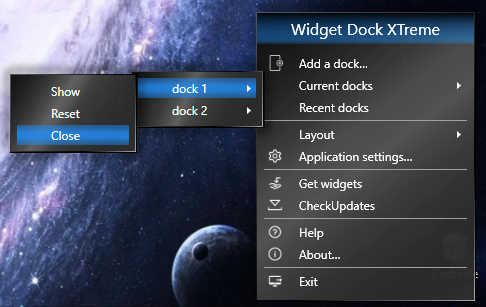 Widget Dock XTreme
Add a dock...
Current docks
Recent docks
Layout
Application settings...
Get widgets
CheckUpdates
Help
About...
Exit
dock 1
dock 2
Show
Reset
Close